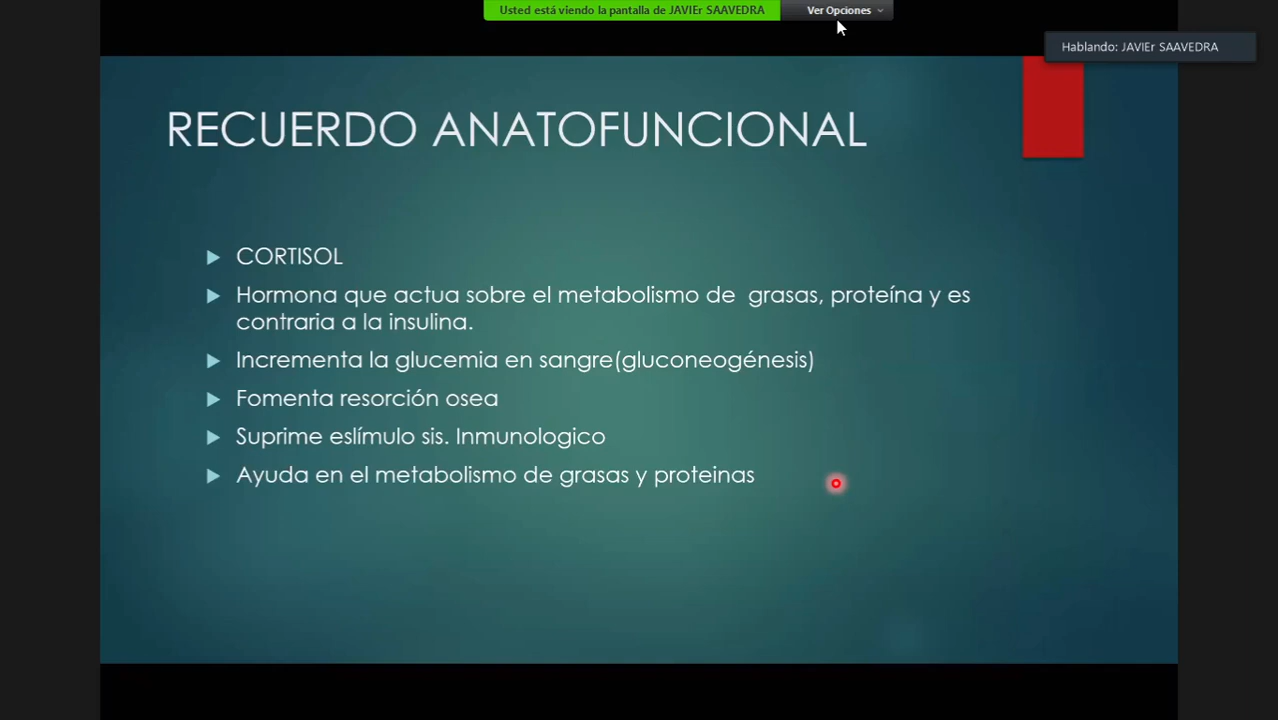 Usted está viendo la pantalla de JAVIEr SAAVEDRA
Ver Opciones
Hablando: JAVIEr SAAVEDRA
RECUERDO ANATOFUNCIONAL
CORTISOL
Hormona que actua sobre el metabolismo de grasas, proteína y es
contraria a la insulina.
Incrementa la glucemia en sangre(gluconeogénesis)
Fomenta resorción osea
Suprime eslímulo sis. Inmunologico
Ayuda en el metabolismo de grasas y proteinas